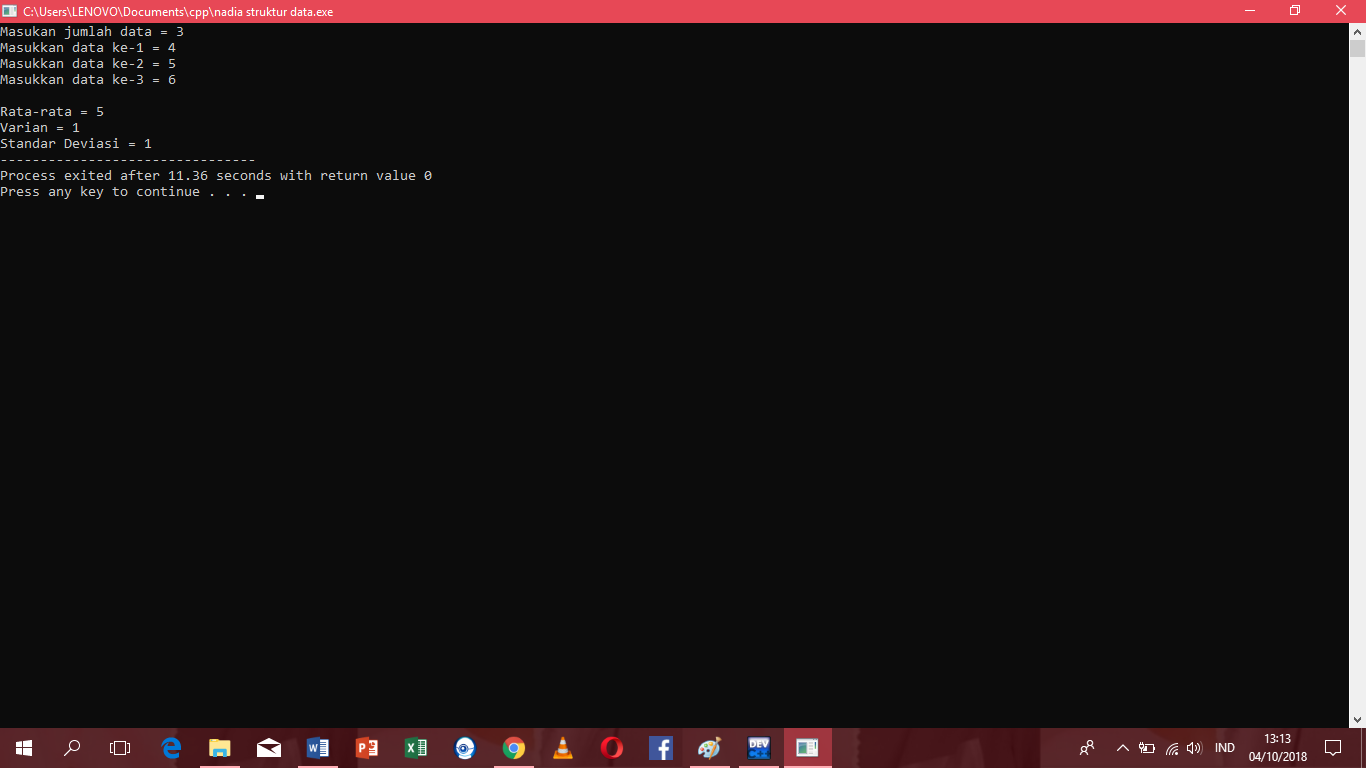 C:\Users\LENOVO\Documents\cpp\nadia struktur data.exe
Masukan jumlah data = 3
Masukkan data ke-1 = 4
Masukkan data ke-2 = 5
Masukkan data ke-3 = 6
Rata-rata = 5
Varian = 1
Standar Deviasi = 1
--------------------------------
Process exited after 11.36 seconds with return value 0
Press any key to continue . . .
IND
13:13
04/10/2018